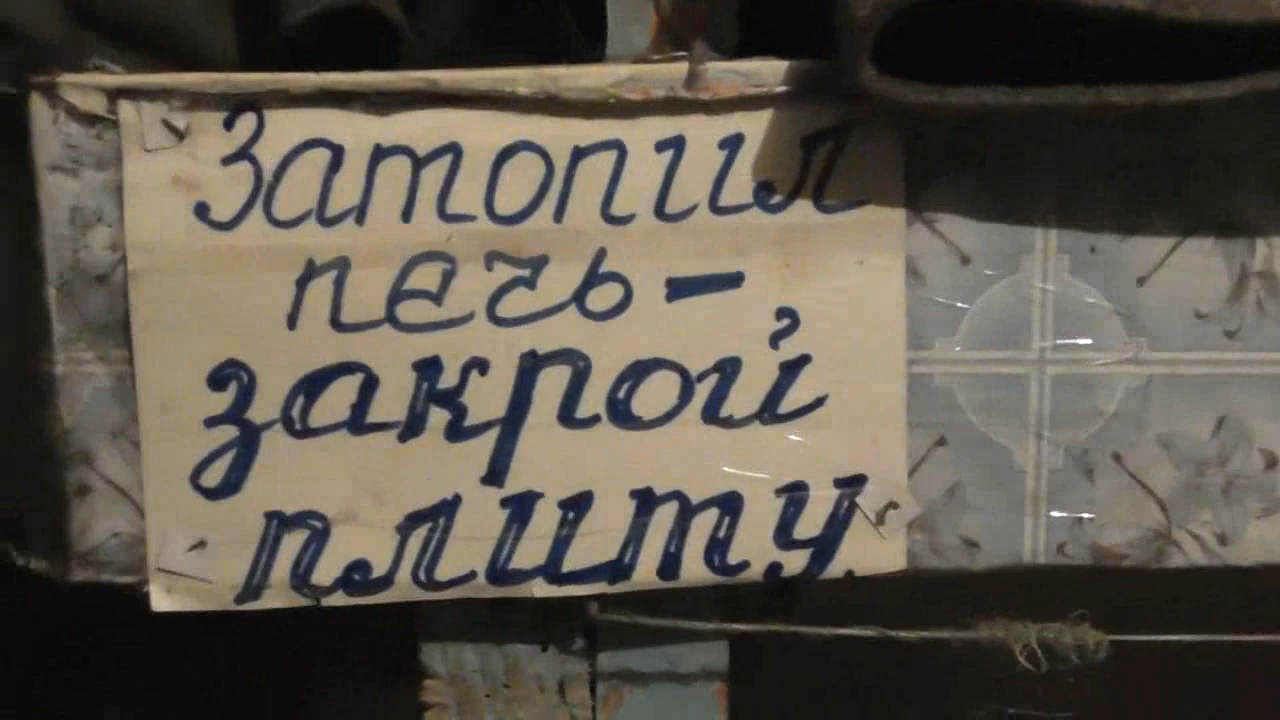 Затопил
печь-
закрой
плиту.